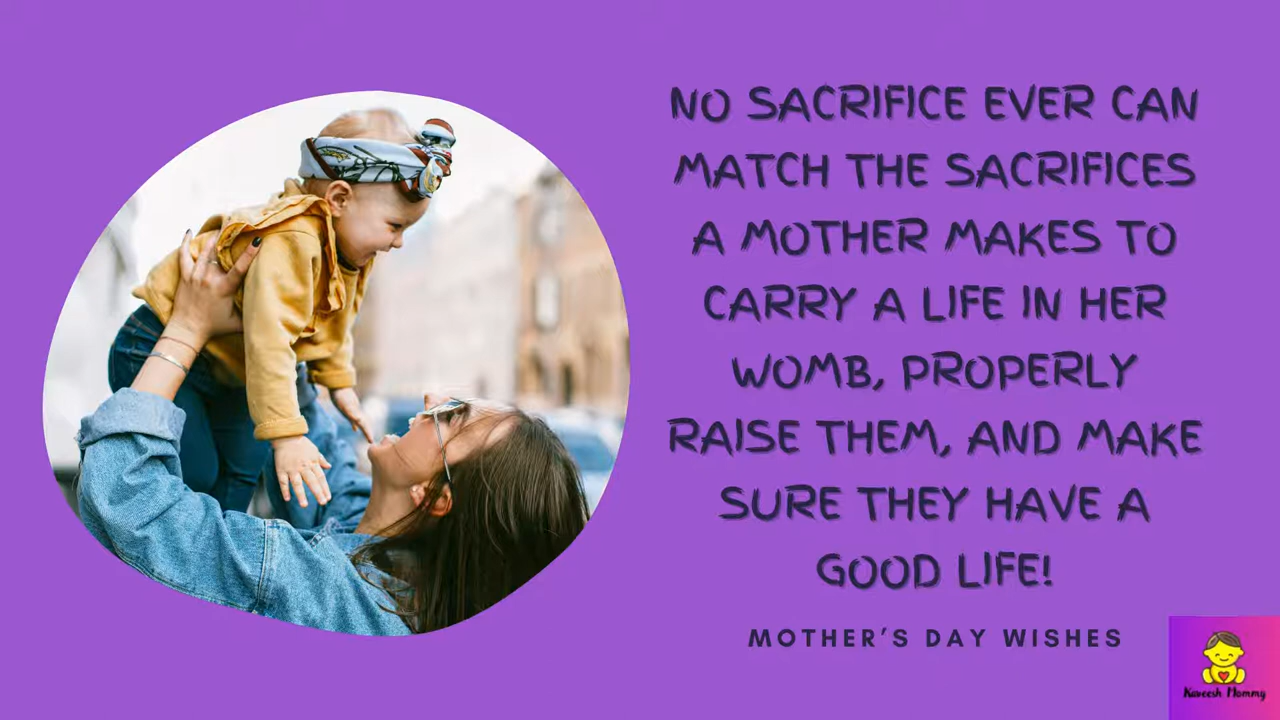 NO SACRIFICE EVER CAN
MATCH THE SACRIFICES
A MOTHER MAKES TO
CARRY A LIFE IN HER
WOMB, PROPERLY
RAISE THEM, AND MAKE
SURE THEY HAVE A
GOOD LIFE!
MOTHER'S DAY WISHES
Kaveesh Mommy